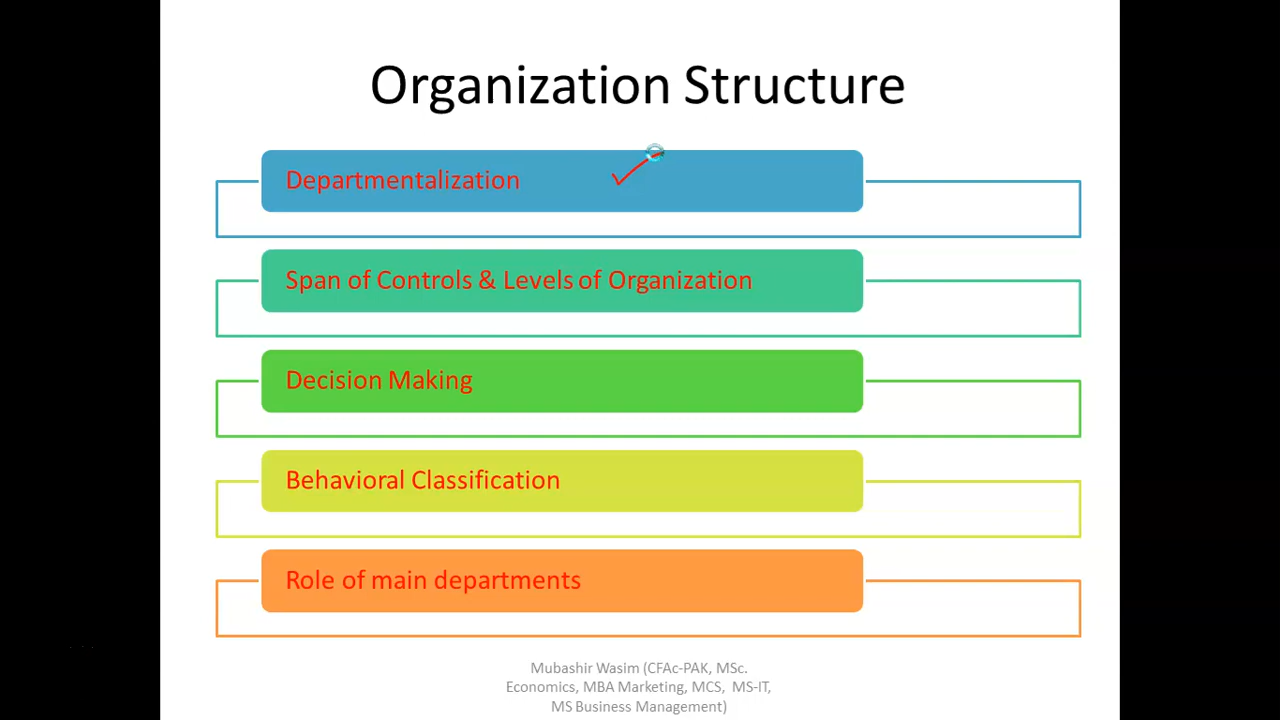 Organization Structure
Departmentalization
Span of Controls & Levels of Organization
Decision Making
Behavioral Classification
Role of main departments
Mubashir Wasim (CFAc-PAK, MSc.
Economics, MBA Marketing, MCS, MS-IT,
MS Business Management)